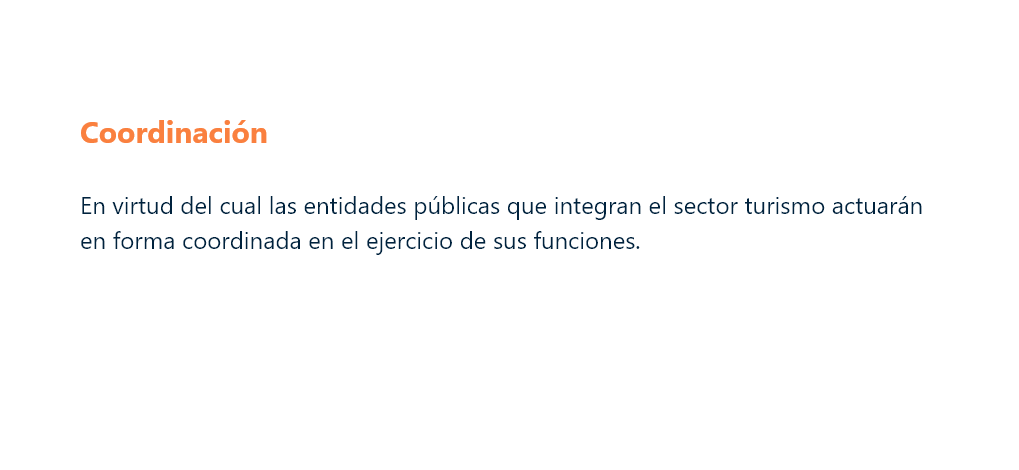 Coordinación
En virtud del cual las entidades públicas que integran el sector turismo actuarán
en forma coordinada en el ejercicio de sus funciones.